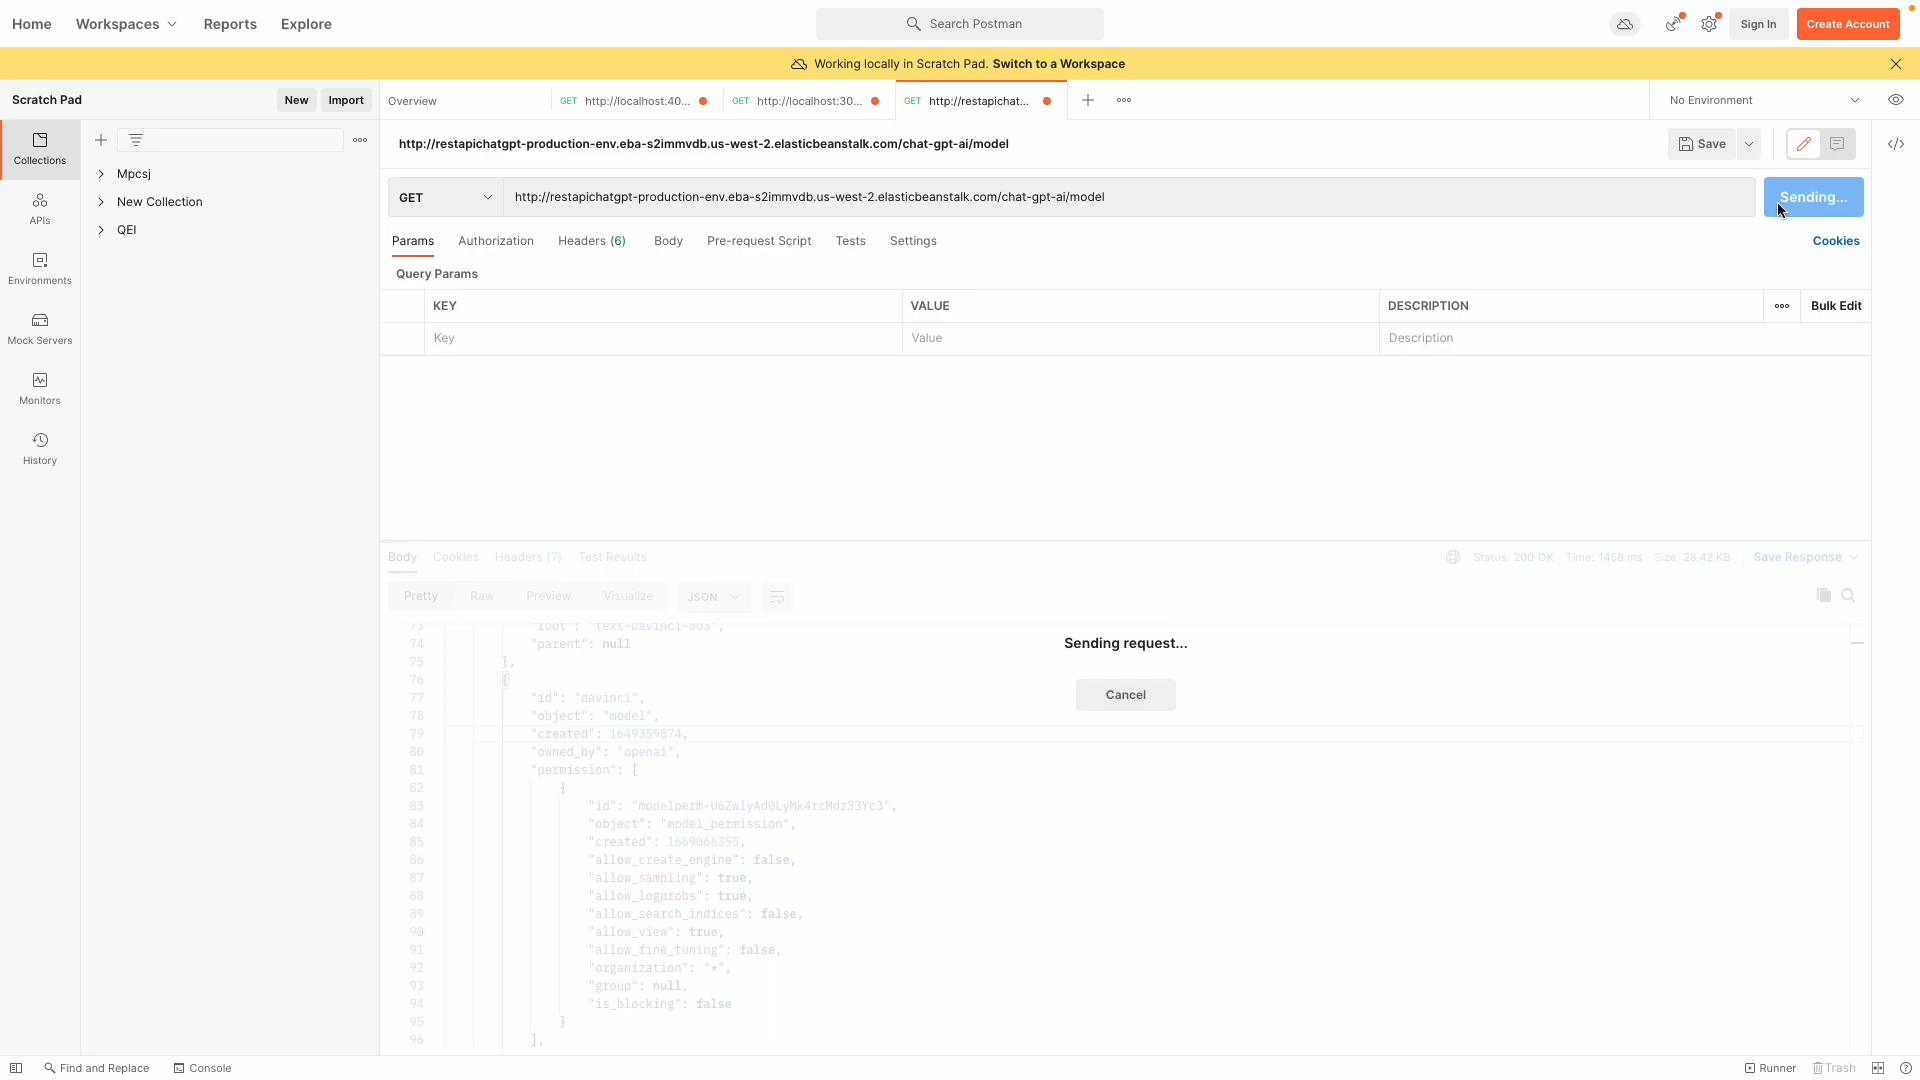 Home Workspaces Reports Explore Search Postman Sign In Create Account
Working locally in Scratch Pad. Switch to a Workspace
Scratch Pad New Import
Overview GET http://localhost:40... GET http://localhost:30... GET http://restapichat... No Environment
Collections
APIs
Environments
Mock Servers
Monitors
History
Mpcsj
New Collection
QEI
http://restapichatgpt-production-env.eba-s2immvdb.us-west-2.elasticbeanstalk.com/chat-gpt-ai/model Save
GET http://restapichatgpt-production-env.eba-s2immvdb.us-west-2.elasticbeanstalk.com/chat-gpt-ai/model Sending...
Params Authorization Headers (6) Body Pre-request Script Tests Settings Cookies
Query Params
KEY VALUE DESCRIPTION Bulk Edit
Key Value Description
Body Cookies Headers (7) Test Results Status: 200 OK Time: 1458 ms Size: 28.42 KB Save Response
Pretty Raw Preview Visualize JSON
Sending request...
Cancel
73 "root": "text-davinci-003",
74 "parent": null
75 },
76 {
77 "id": "davinci",
78 "object": "model",
79 "created": 1649359874,
80 "owned_by": "openai",
81 "permission": [
82 {
83 "id": "modelperm-U6ZwlyAd0LyMk4rcMdz33Yc3",
84 "object": "model_permission",
85 "created": 1669066355,
86 "allow_create_engine": false,
87 "allow_sampling": true,
88 "allow_logprobs": true,
89 "allow_search_indices": false,
90 "allow_view": true,
91 "allow_fine_tuning": false,
92 "organization": "*",
93 "group": null,
94 "is_blocking": false
95 }
96 ],
Find and Replace Console Runner Trash